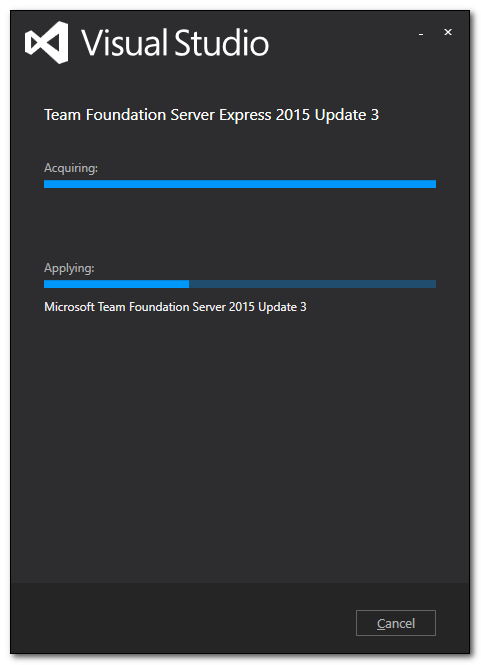 Visual Studio
Team Foundation Server Express 2015 Update 3
Acquiring:
Applying:
Microsoft Team Foundation Server 2015 Update 3
Cancel